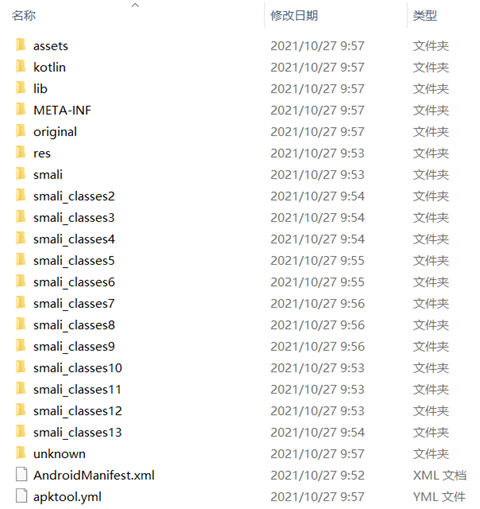 名称 修改日期 类型
assets 2021/10/27 9:57 文件夹
kotlin 2021/10/27 9:57 文件夹
lib 2021/10/27 9:57 文件夹
META-INF 2021/10/27 9:57 文件夹
original 2021/10/27 9:57 文件夹
res 2021/10/27 9:53 文件夹
smali 2021/10/27 9:53 文件夹
smali_classes2 2021/10/27 9:54 文件夹
smali_classes3 2021/10/27 9:54 文件夹
smali_classes4 2021/10/27 9:54 文件夹
smali_classes5 2021/10/27 9:55 文件夹
smali_classes6 2021/10/27 9:55 文件夹
smali_classes7 2021/10/27 9:56 文件夹
smali_classes8 2021/10/27 9:56 文件夹
smali_classes9 2021/10/27 9:56 文件夹
smali_classes10 2021/10/27 9:53 文件夹
smali_classes11 2021/10/27 9:53 文件夹
smali_classes12 2021/10/27 9:53 文件夹
smali_classes13 2021/10/27 9:54 文件夹
unknown 2021/10/27 9:57 文件夹
AndroidManifest.xml 2021/10/27 9:52 XML 文档
apktool.yml 2021/10/27 9:57 YML 文件